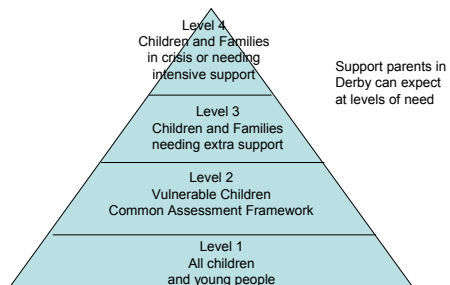 Level 4
Children and Families
in crisis or needing
intensive support
Support parents in
Derby can expect
at levels of need
Level 3
Children and Families
needing extra support
Level 2
Vulnerable Children
Common Assessment Framework
Level 1
All children
and young people